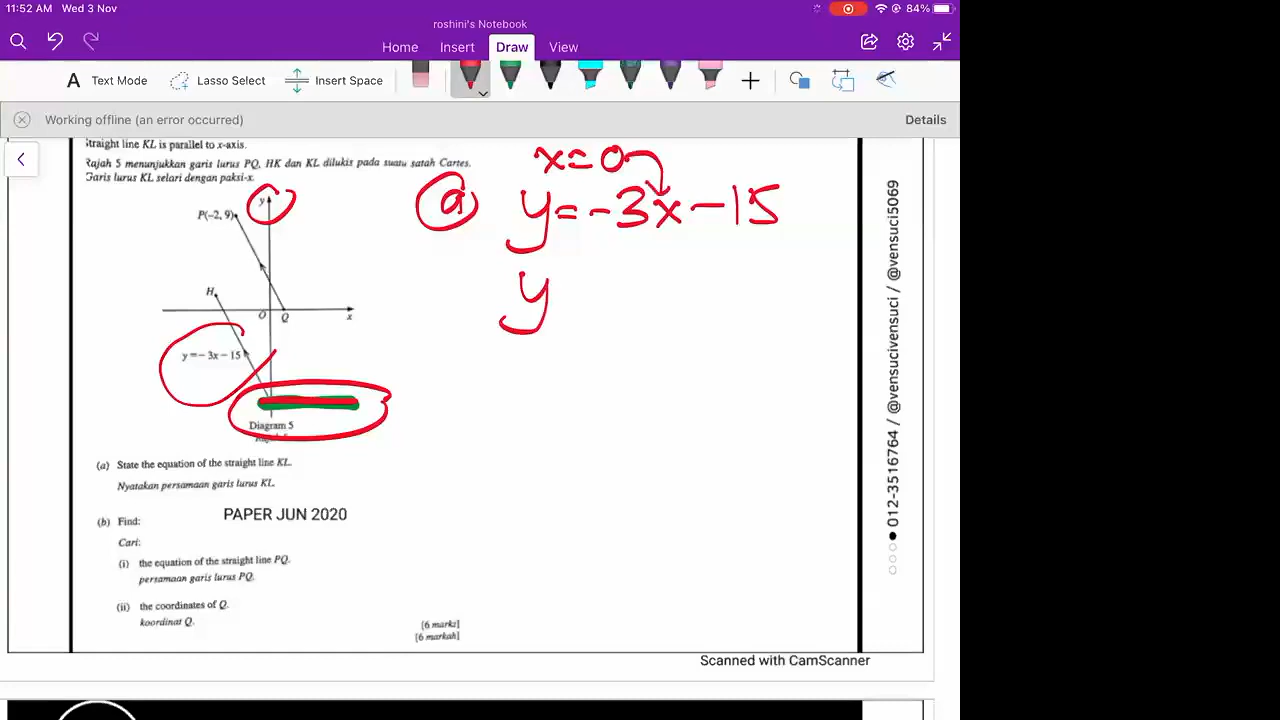 11:52 AM Wed 3 Nov
84%
roshini's Notebook
Home Insert Draw View
A Text Mode Lasso Select Insert Space
Working offline (an error occurred) Details
Straight line KL is parallel to x-axis.
Rajah 5 menunjukkan garis lurus PQ, HK dan KL dilukis pada suatu satah Cartes.
Garis lurus KL selari dengan paksi-x.
y
P(-2, 9)
H
O Q x
y = - 3x - 15
Diagram 5
(a) State the equation of the straight line KL.
Nyatakan persamaan garis lurus KL.
PAPER JUN 2020
(b) Find:
Cari:
(i) the equation of the straight line PQ.
persamaan garis lurus PQ.
(ii) the coordinates of Q.
koordinat Q.
[6 marks]
[6 markah]
x = 0
a y = -3x - 15
y
012-3516764 / @vensucivensuci / @vensuci5069
Scanned with CamScanner